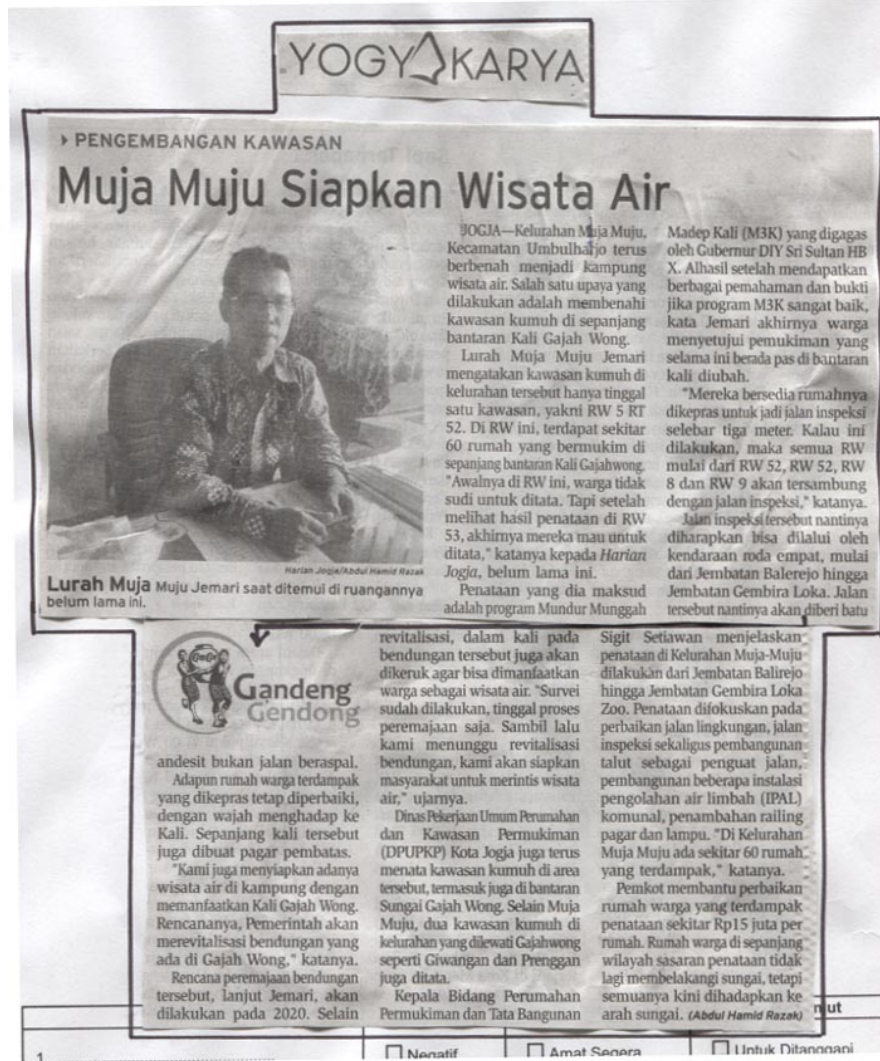 YOGYAKARYA
PENGEMBANGAN KAWASAN
Muja Muju Siapkan Wisata Air
Harian Jogja/Abdul Hamid Razak
Lurah Muja Muju Jemari saat ditemui di ruangannya
belum lama ini.
JOGJA—Kelurahan Muja Muju,
Kecamatan Umbulharjo terus
berbenah menjadi kampung
wisata air. Salah satu upaya yang
dilakukan adalah membenahi
kawasan kumuh di sepanjang
bantaran Kali Gajah Wong.
Lurah Muja Muju Jemari
mengatakan kawasan kumuh di
kelurahan tersebut hanya tinggal
satu kawasan, yakni RW 5 RT
52. Di RW ini, terdapat sekitar
60 rumah yang bermukim di
sepanjang bantaran Kali Gajahwong.
"Awalnya di RW ini, warga tidak
sudi untuk ditata. Tapi setelah
melihat hasil penataan di RW
53, akhirnya mereka mau untuk
ditata," katanya kepada Harian
Jogja, belum lama ini.
Penataan yang dia maksud
adalah program Mundur Munggah
Madep Kali (M3K) yang digagas
oleh Gubernur DIY Sri Sultan HB
X. Alhasil setelah mendapatkan
berbagai pemahaman dan bukti
jika program M3K sangat baik,
kata Jemari akhirnya warga
menyetujui pemukiman yang
selama ini berada pas di bantaran
kali diubah.
"Mereka bersedia rumahnya
dikepras untuk jadi jalan inspeksi
selebar tiga meter. Kalau ini
dilakukan, maka semua RW
mulai dari RW 52, RW 52, RW
8 dan RW 9 akan tersambung
dengan jalan inspeksi," katanya.
Jalan inspeksi tersebut nantinya
diharapkan bisa dilalui oleh
kendaraan roda empat, mulai
dari Jembatan Balerejo hingga
Jembatan Gembira Loka. Jalan
tersebut nantinya akan diberi batu
Gandeng
Gendong
andesit bukan jalan beraspal.
Adapun rumah warga terdampak
yang dikepras tetap diperbaiki,
dengan wajah menghadap ke
Kali. Sepanjang kali tersebut
juga dibuat pagar pembatas.
"Kami juga menyiapkan adanya
wisata air di kampung dengan
memanfaatkan Kali Gajah Wong.
Rencananya, Pemerintah akan
merevitalisasi bendungan yang
ada di Gajah Wong," katanya.
Rencana peremajaan bendungan
tersebut, lanjut Jemari, akan
dilakukan pada 2020. Selain
revitalisasi, dalam kali pada
bendungan tersebut juga akan
dikeruk agar bisa dimanfaatkan
warga sebagai wisata air. "Survei
sudah dilakukan, tinggal proses
peremajaan saja. Sambil lalu
kami menunggu revitalisasi
bendungan, kami akan siapkan
masyarakat untuk merintis wisata
air," ujarnya.
Dinas Pekerjaan Umum Perumahan
dan Kawasan Permukiman
(DPUPKP) Kota Jogja juga terus
menata kawasan kumuh di area
tersebut, termasuk juga di bantaran
Sungai Gajah Wong. Selain Muja
Muju, dua kawasan kumuh di
kelurahan yang dilewati Gajahwong
seperti Giwangan dan Prenggan
juga ditata.
Kepala Bidang Perumahan
Permukiman dan Tata Bangunan
Sigit Setiawan menjelaskan
penataan di Kelurahan Muja-Muju
dilakukan dari Jembatan Balirejo
hingga Jembatan Gembira Loka
Zoo. Penataan difokuskan pada
perbaikan jalan lingkungan, jalan
inspeksi sekaligus pembangunan
talut sebagai penguat jalan,
pembangunan beberapa instalasi
pengolahan air limbah (IPAL)
komunal, penambahan railing
pagar dan lampu. "Di Kelurahan
Muja Muju ada sekitar 60 rumah
yang terdampak," katanya.
Pemkot membantu perbaikan
rumah warga yang terdampak
penataan sekitar Rp15 juta per
rumah. Rumah warga di sepanjang
wilayah sasaran penataan tidak
lagi membelakangi sungai, tetapi
semuanya kini dihadapkan ke
arah sungai. (Abdul Hamid Razak)
1 Negatif Amat Segera Untuk Ditanggapi